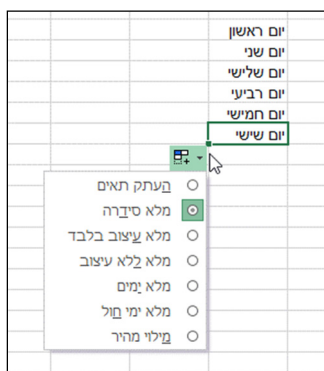 יום ראשון
יום שני
יום שלישי
יום רביעי
יום חמישי
יום שישי
העתק תאים
מלא סידרה
מלא עיצוב בלבד
מלא ללא עיצוב
מלא ימים
מלא ימי חול
מילוי מהיר